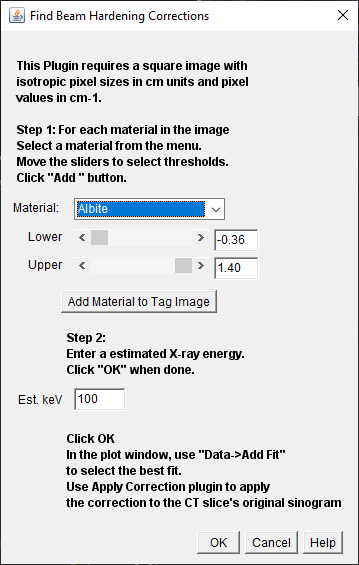 Find Beam Hardening Corrections
This Plugin requires a square image with
isotropic pixel sizes in cm units and pixel
values in cm-1.
Step 1: For each material in the image
Select a material from the menu.
Move the sliders to select thresholds.
Click "Add " button.
Material: Albite
Lower -0.36
Upper 1.40
Add Material to Tag Image
Step 2:
Enter a estimated X-ray energy.
Click "OK" when done.
Est. keV 100
Click OK
In the plot window, use "Data->Add Fit"
to select the best fit.
Use Apply Correction plugin to apply
the correction to the CT slice's original sinogram
OK Cancel Help